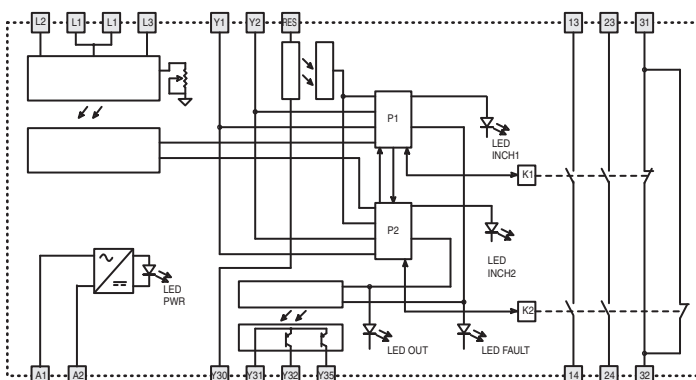 L2 L1 L1 L3 Y1 Y2 RES 13 23 31
P1
LED
INCH1
K1
P2
LED
INCH2
LED
PWR
K2
LED OUT LED FAULT
A1 A2 Y30 Y31 Y32 Y35 14 24 32